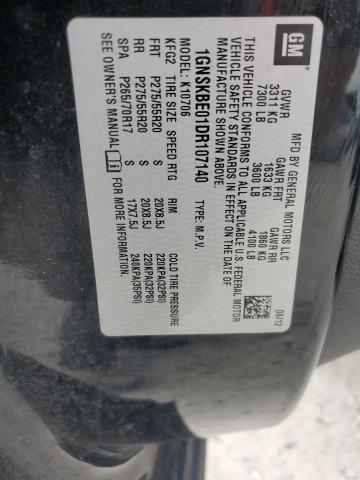 GM
MFD BY GENERAL MOTORS LLC
08/12
GVWR GAWR FRT GAWR RR
3311 KG 1633 KG 1860 KG
7300 LB 3600 LB 4100 LB
THIS VEHICLE CONFORMS TO ALL APPLICABLE U.S. FEDERAL MOTOR
VEHICLE SAFETY STANDARDS IN EFFECT ON THE DATE OF
MANUFACTURE SHOWN ABOVE.
1GNSKBE01DR107140 TYPE: M.P.V.
MODEL: K10706
KFG2 TIRE SIZE SPEED RTG RIM COLD TIRE PRESSURE
FRT P275/55R20 S 20X8.5J 220KPA(32PSI)
RR P275/55R20 S 20X8.5J 220KPA(32PSI)
SPA P265/70R17 S 17X7.5J 240KPA(35PSI)
SEE OWNER'S MANUAL i FOR MORE INFORMATION.